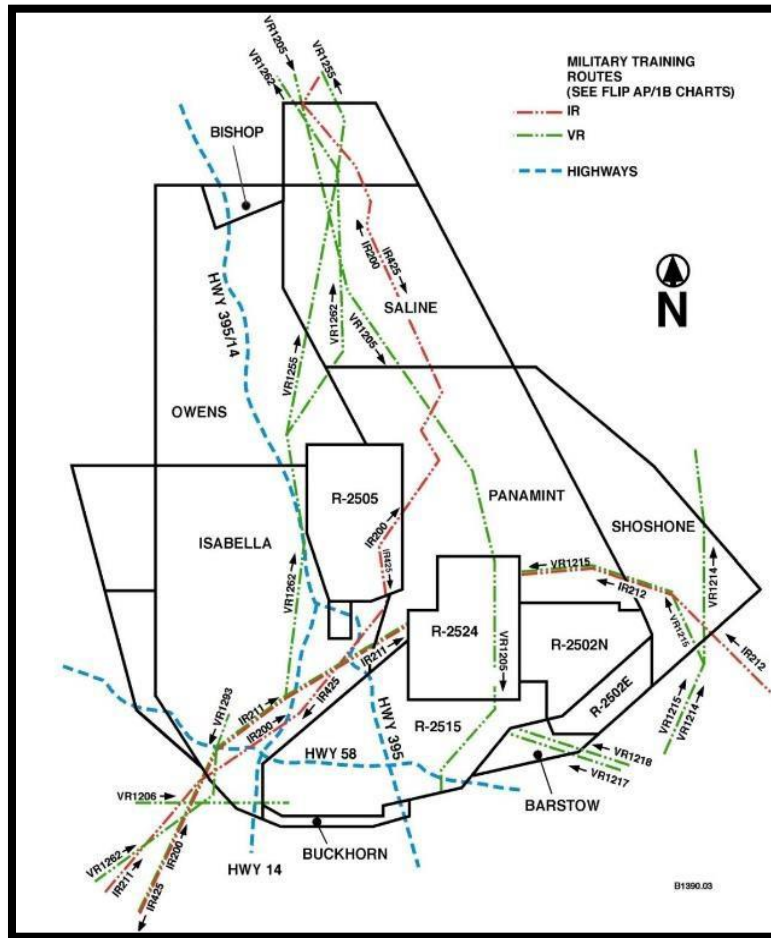 VR1205
VR1262
VR1255
MILITARY TRAINING
ROUTES
(SEE FLIP AP/1B CHARTS)
IR
VR
HIGHWAYS
BISHOP
N
HWY 395/14
IR200
IR425
SALINE
VR1262
VR1205
VR1255
OWENS
R-2505
PANAMINT
SHOSHONE
ISABELLA
IR200
IR425
VR1262
VR1215
IR212
VR1214
R-2524
R-2502N
VR1215
IR211
VR1205
IR212
R-2502E
VR1293
IR211
IR425
IR200
HWY 395
R-2515
VR1215
VR1214
HWY 58
VR1218
VR1217
VR1206
BARSTOW
VR1262
IR211
IR200
IR425
HWY 14
BUCKHORN
B1390.03